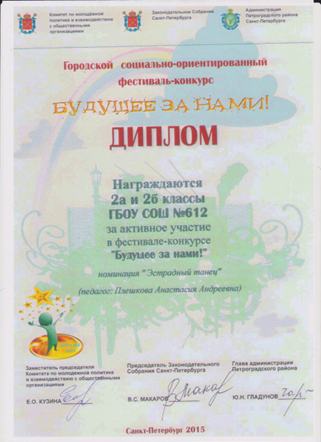 Комитет по молодежной
политике и взаимодействию
с общественными
организациями
Законодательное Собрание
Санкт-Петербурга
Администрация
Петроградского района
Санкт-Петербурга
Городской социально-ориентированный
фестиваль-конкурс
БУДУЩЕЕ ЗА НАМИ!
ДИПЛОМ
Награждаются
2а и 2б классы
ГБОУ СОШ №612
за активное участие
в фестивале-конкурсе
"Будущее за нами!"
номинация "Эстрадный танец"
(педагог: Плешкова Анастасия Андреевна)
Заместитель председателя
Комитета по молодежной политике
и взаимодействию с общественными
организациями
Е.О. КУЗИНА
Председатель Законодательного
Собрания Санкт-Петербурга
В.С. МАКАРОВ
Глава администрации
Петроградского района
Ю.Н. ГЛАДУНОВ
Санкт-Петербург 2015